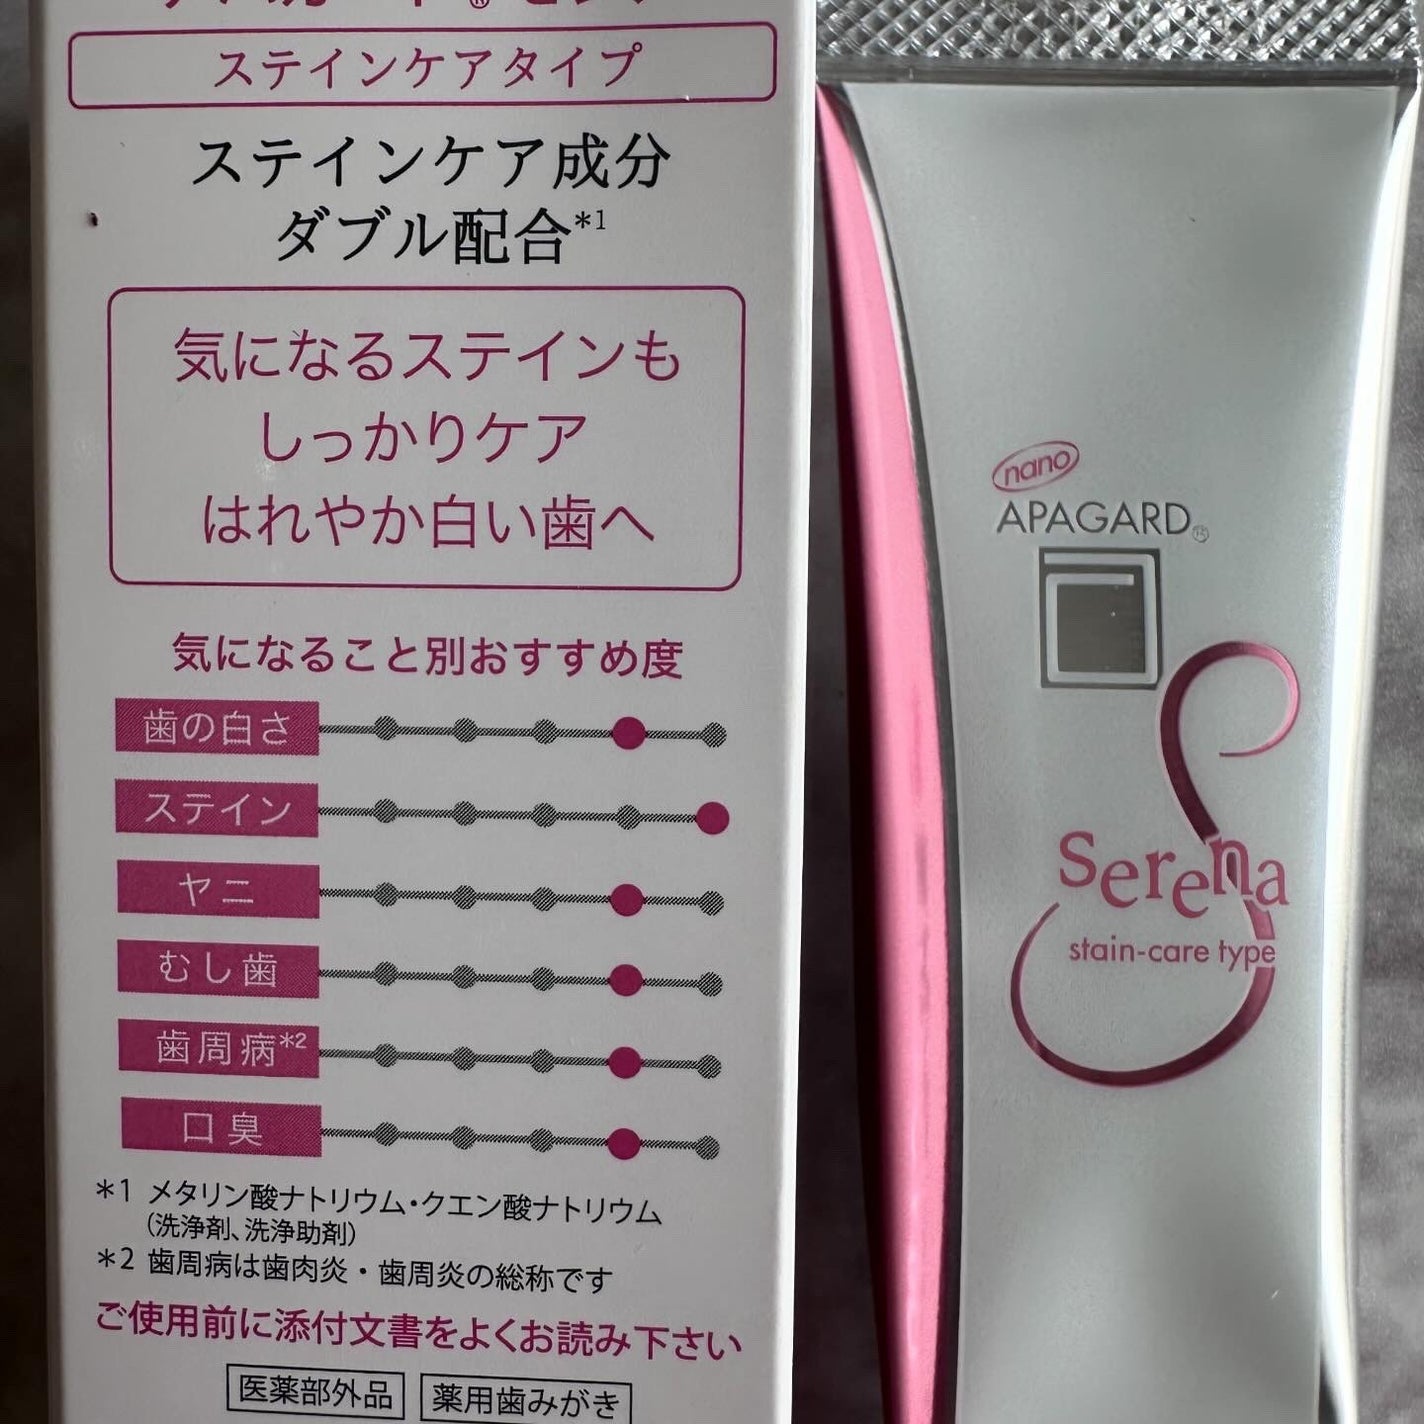 ステインケアタイプ
ステインケア成分
ダブル配合*1
気になるステインも
しっかりケア
はれやか白い歯へ
気になること別おすすめ度
歯の白さ
ステイン
ヤニ
むし歯
歯周病*2
口臭
*1 メタリン酸ナトリウム・クエン酸ナトリウム
(洗浄剤、洗浄助剤)
*2 歯周病は歯肉炎・歯周炎の総称です
ご使用前に添付文書をよくお読み下さい
医薬部外品 薬用歯みがき
nano
APAGARD®
Serena
stain-care type